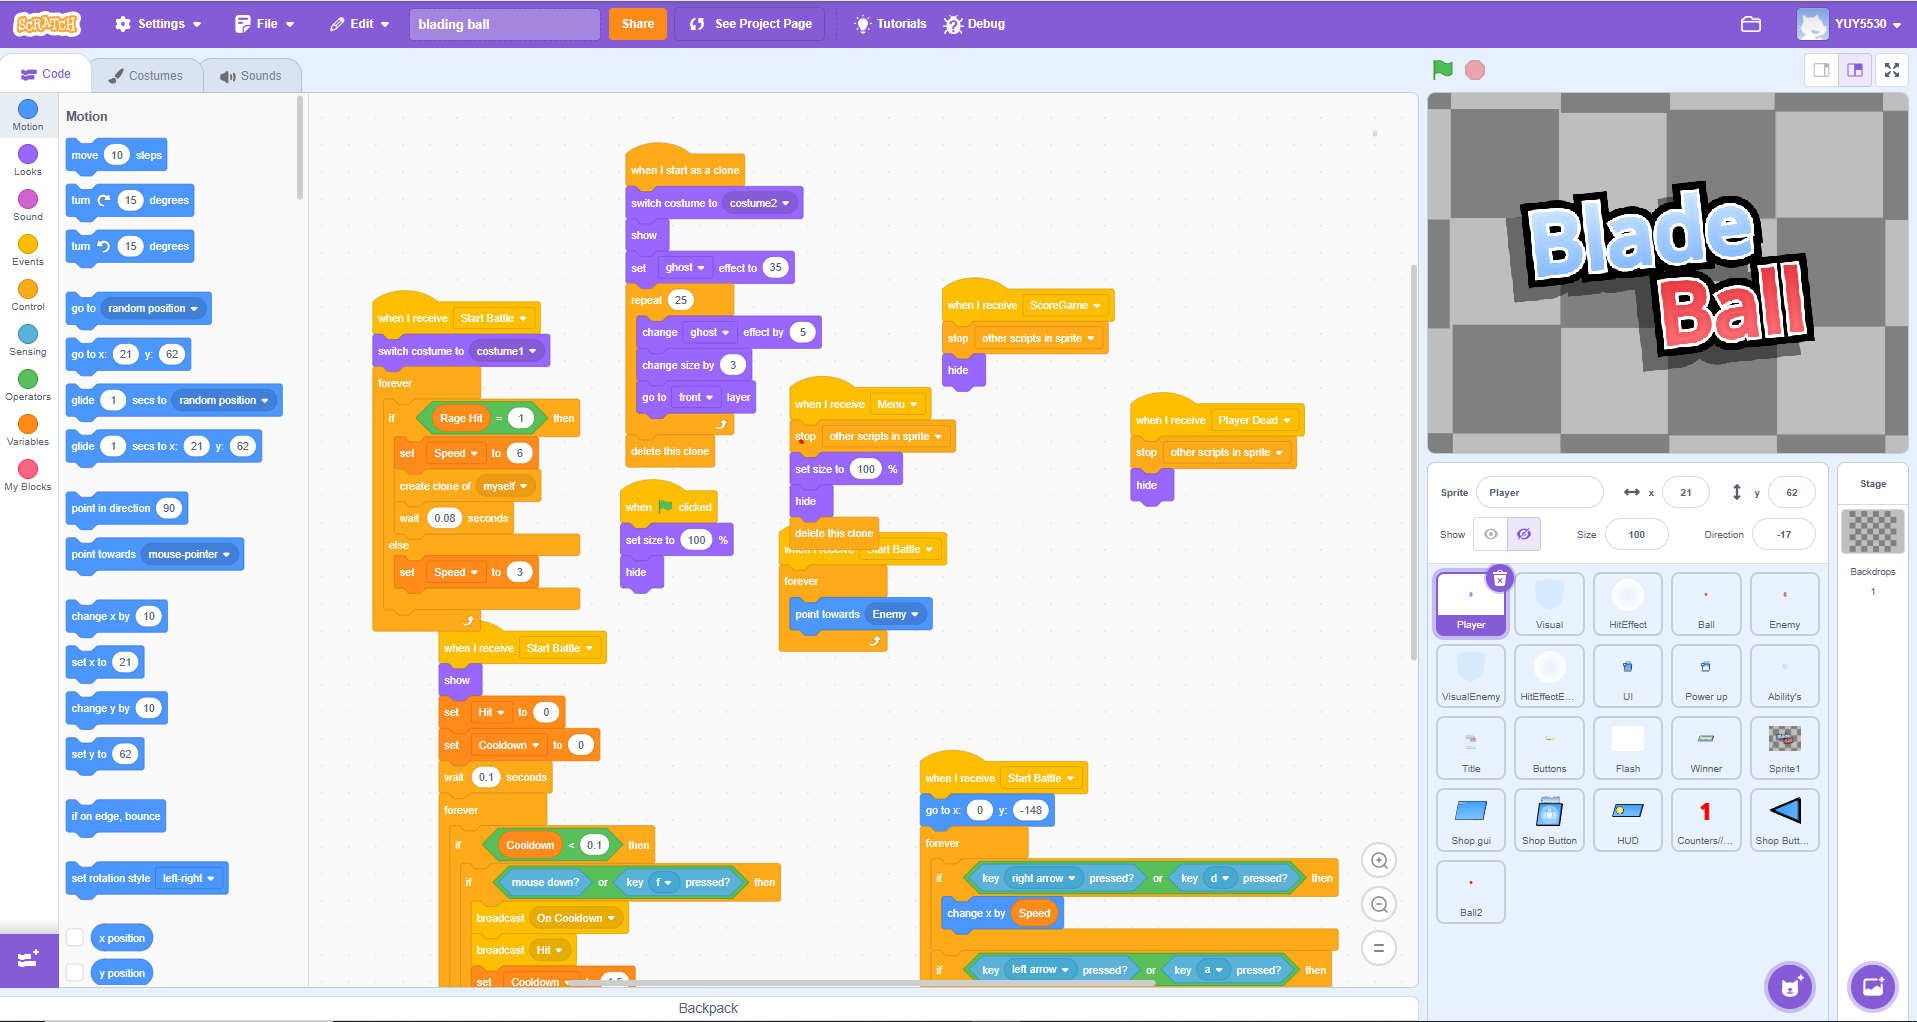 SCRATCH
Settings
File
Edit
blading ball
Share
See Project Page
Tutorials
Debug
YUY5530
Code
Costumes
Sounds
Motion
Looks
Sound
Events
Control
Sensing
Operators
Variables
My Blocks
Motion
move 10 steps
turn 15 degrees
turn 15 degrees
go to random position
go to x: 21 y: 62
glide 1 secs to random position
glide 1 secs to x: 21 y: 62
point in direction 90
point towards mouse-pointer
change x by 10
set x to 21
change y by 10
set y to 62
if on edge, bounce
set rotation style left-right
x position
y position
when I receive Start Battle
switch costume to costume1
forever
if Rage Hit = 1 then
set Speed to 6
create clone of myself
wait 0.08 seconds
else
set Speed to 3
when I start as a clone
switch costume to costume2
show
set ghost effect to 35
repeat 25
change ghost effect by 5
change size by 3
go to front layer
delete this clone
when clicked
set size to 100 %
hide
when I receive ScoreGame
stop other scripts in sprite
hide
when I receive Menu
stop other scripts in sprite
set size to 100 %
hide
delete this clone
when I receive Start Battle
forever
point towards Enemy
when I receive Player Dead
stop other scripts in sprite
hide
when I receive Start Battle
show
set Hit to 0
set Cooldown to 0
wait 0.1 seconds
forever
if Cooldown < 0.1 then
if mouse down? or key f pressed? then
broadcast On Cooldown
broadcast Hit
set Cooldown
when I receive Start Battle
go to x: 0 y: -148
forever
if key right arrow pressed? or key d pressed? then
change x by Speed
if key left arrow pressed? or key a pressed? then
Backpack
Blade
Ball
Sprite Player x 21 y 62
Show Size 100 Direction -17
Player
Visual
HitEffect
Ball
Enemy
VisualEnemy
HitEffectE...
UI
Power up
Ability's
Title
Buttons
Flash
Winner
Sprite1
Shop gui
Shop Button
HUD
1
Counters//...
Shop Butt...
Ball2
Stage
Backdrops
1